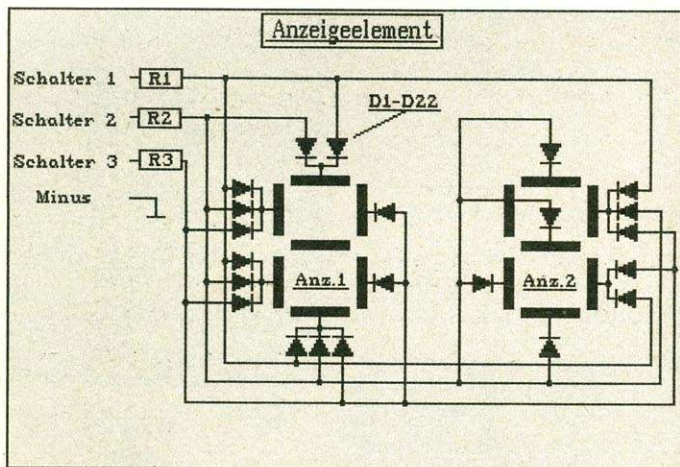 Anzeigeelement
Schalter 1 R1
D1-D22
Schalter 2 R2
Schalter 3 R3
Minus
Anz.1 Anz.2